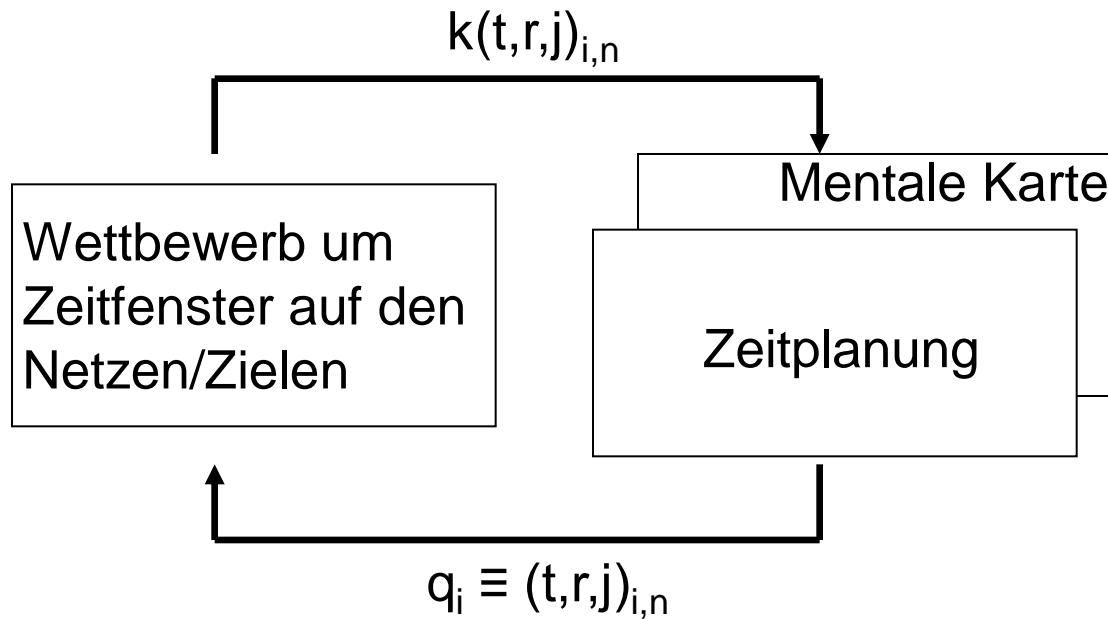 k(t,r,j)i,n
Mentale Karte
Wettbewerb um
Zeitfenster auf den
Netzen/Zielen
Zeitplanung
qi ≡ (t,r,j)i,n